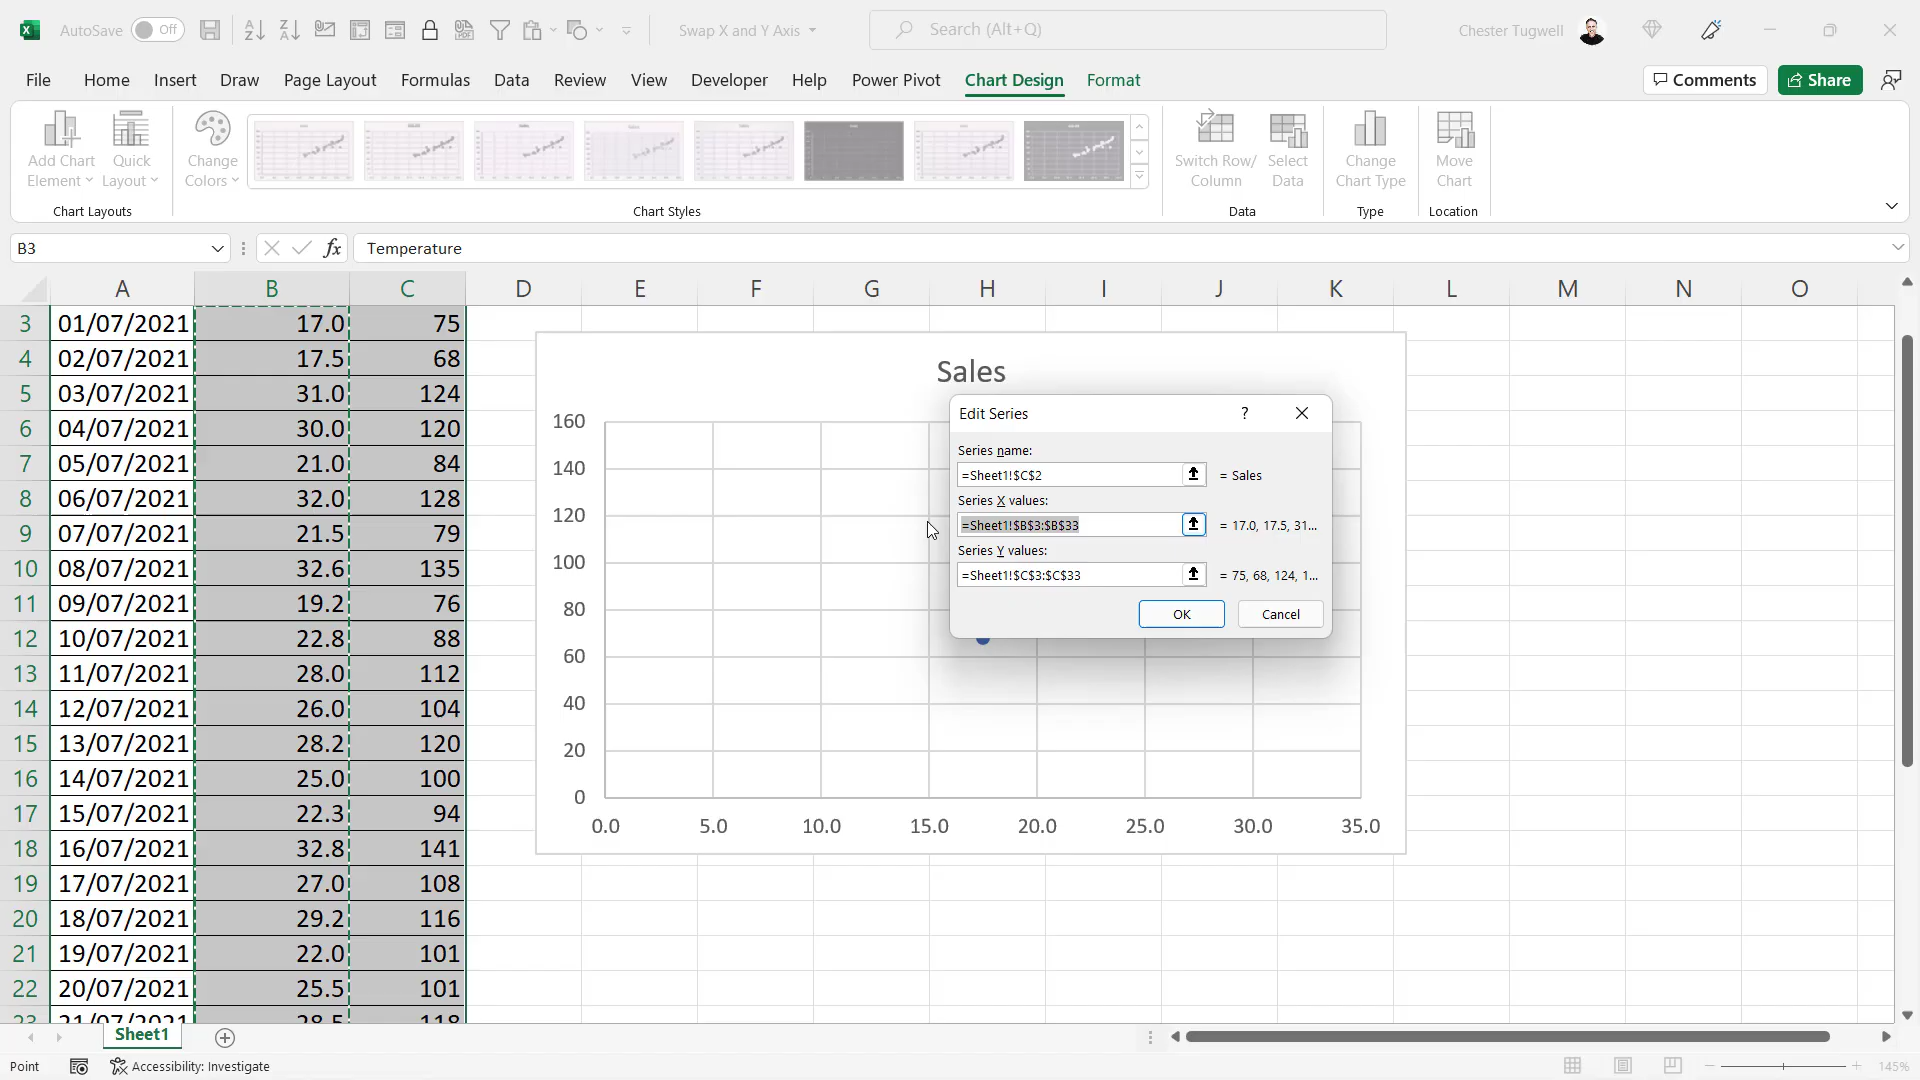 AutoSave Off Swap X and Y Axis Search (Alt+Q) Chester Tugwell
File Home Insert Draw Page Layout Formulas Data Review View Developer Help Power Pivot Chart Design Format Comments Share
Add Chart Element
Quick Layout
Change Colors
Switch Row/Column
Select Data
Change Chart Type
Move Chart
Chart Layouts Chart Styles Data Type Location
B3 fx Temperature
A B C D E F G H I J K L M N O
3 01/07/2021 17.0 75
4 02/07/2021 17.5 68
5 03/07/2021 31.0 124
6 04/07/2021 30.0 120
7 05/07/2021 21.0 84
8 06/07/2021 32.0 128
9 07/07/2021 21.5 79
10 08/07/2021 32.6 135
11 09/07/2021 19.2 76
12 10/07/2021 22.8 88
13 11/07/2021 28.0 112
14 12/07/2021 26.0 104
15 13/07/2021 28.2 120
16 14/07/2021 25.0 100
17 15/07/2021 22.3 94
18 16/07/2021 32.8 141
19 17/07/2021 27.0 108
20 18/07/2021 29.2 116
21 19/07/2021 22.0 101
22 20/07/2021 25.5 101
23 21/07/2021 28.5 118
Sales
160
140
120
100
80
60
40
20
0
0.0 5.0 10.0 15.0 20.0 25.0 30.0 35.0
Edit Series ?
Series name:
=Sheet1!$C$2 = Sales
Series X values:
=Sheet1!$B$3:$B$33 = 17.0, 17.5, 31...
Series Y values:
=Sheet1!$C$3:$C$33 = 75, 68, 124, 1...
OK Cancel
Sheet1
Point Accessibility: Investigate 145%